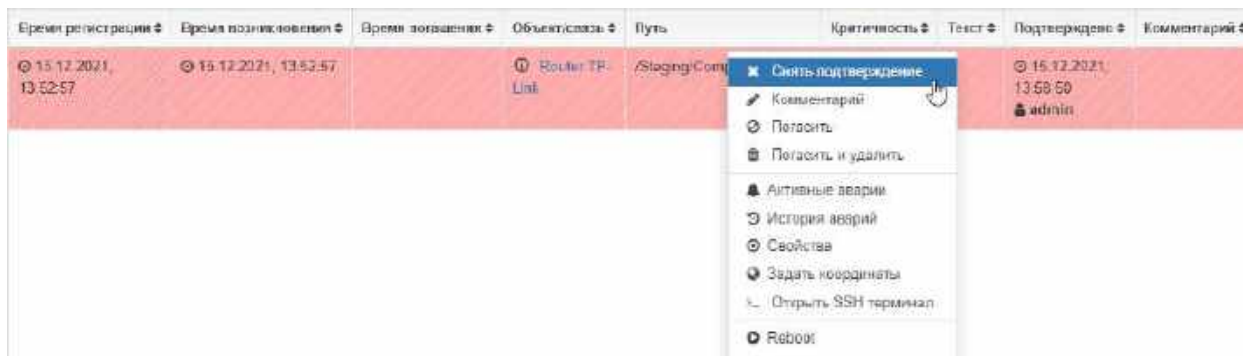 Время регистрации Время возникновения Время погашения Объект/связь Путь Критичность Текст Подтверждено Комментарий
15.12.2021, 13:52:57
15.12.2021, 13:52:57
Router TP-
Link
/Staging/Comp
15.12.2021,
13:58:50
admin
Снять подтверждение
Комментарий
Погасить
Погасить и удалить
Активные аварии
История аварий
Свойства
Задать координаты
Открыть SSH терминал
Reboot